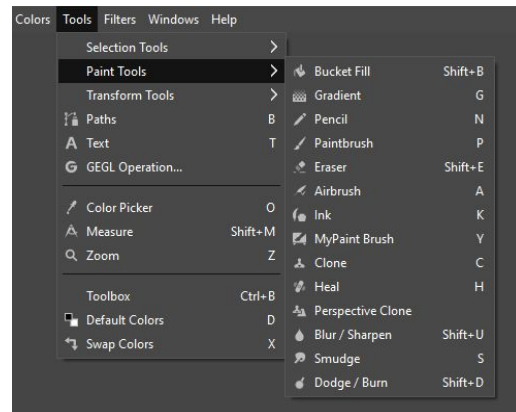 Colors Tools Filters Windows Help
Selection Tools
Paint Tools
Transform Tools
Paths B
Text T
GEGL Operation...
Color Picker O
Measure Shift+M
Zoom Z
Toolbox Ctrl+B
Default Colors D
Swap Colors X
Bucket Fill Shift+B
Gradient G
Pencil N
Paintbrush P
Eraser Shift+E
Airbrush A
Ink K
MyPaint Brush Y
Clone C
Heal H
Perspective Clone
Blur / Sharpen Shift+U
Smudge S
Dodge / Burn Shift+D